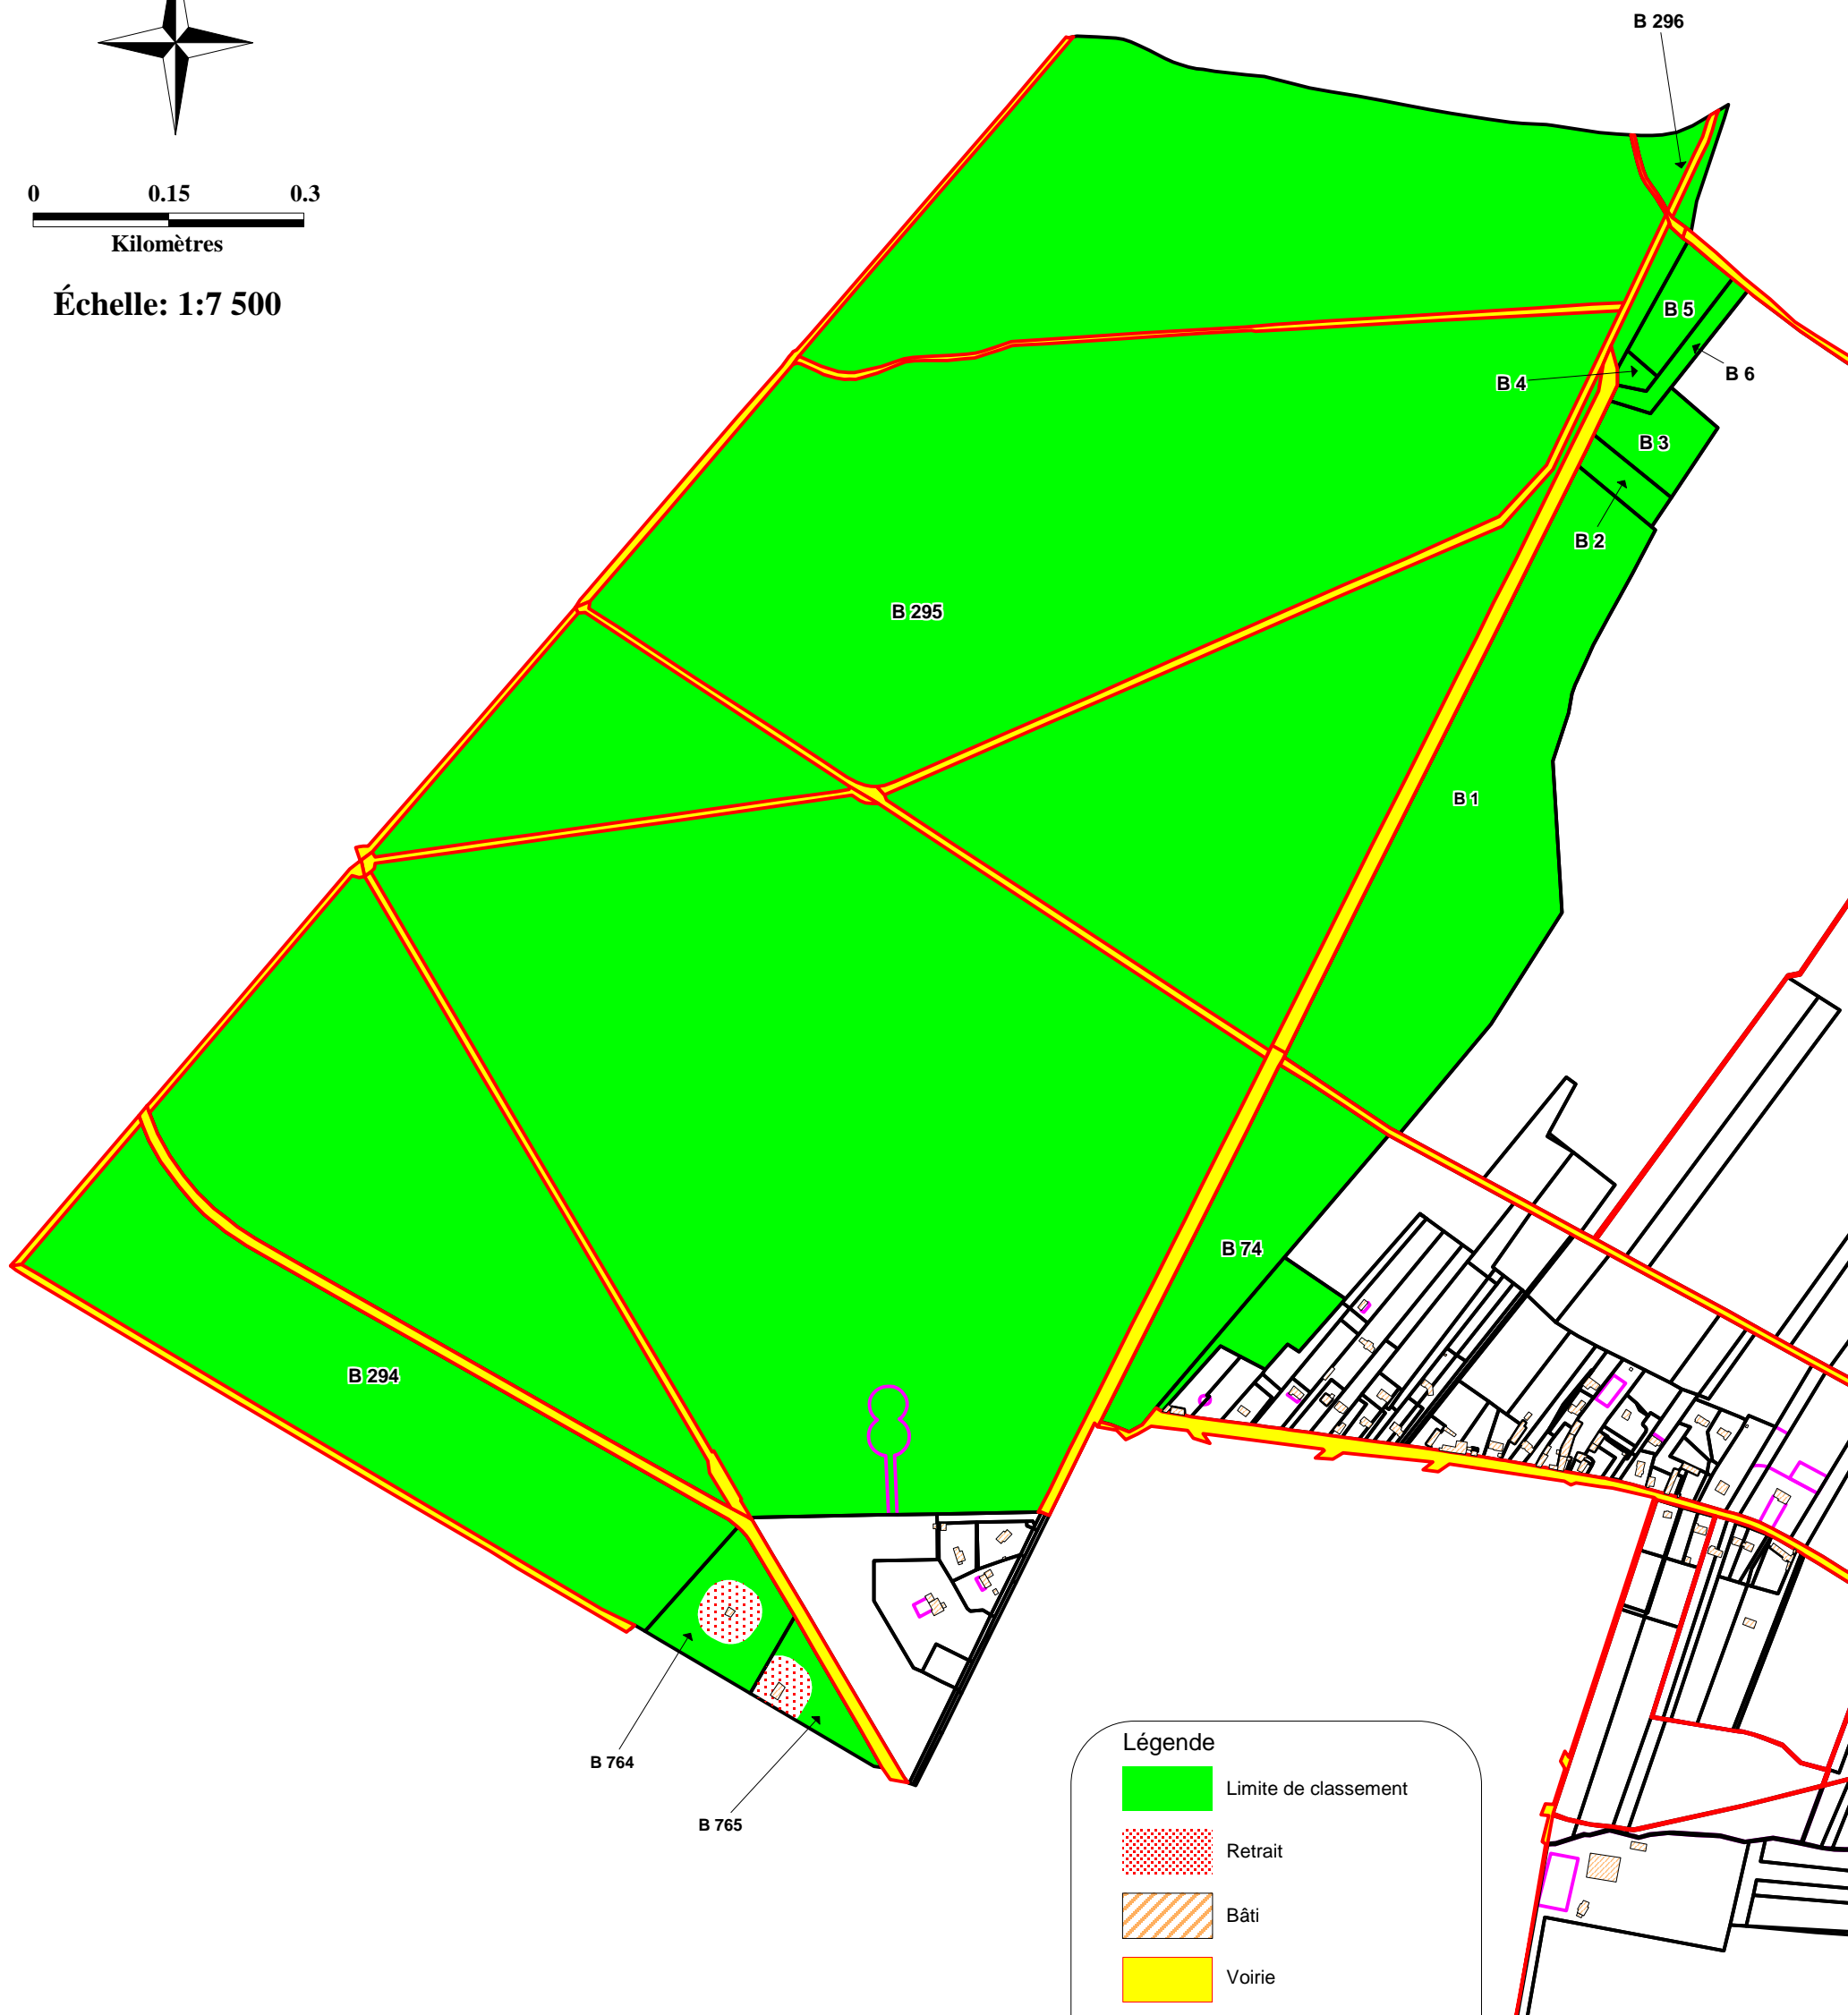 B 296
0 0.15 0.3
Kilomètres
Échelle: 1:7 500
B 5
B 4
B 6
B 3
B 2
B 295
B 1
B 74
B 294
B 764
B 765
Légende
Limite de classement
Retrait
Bâti
Voirie